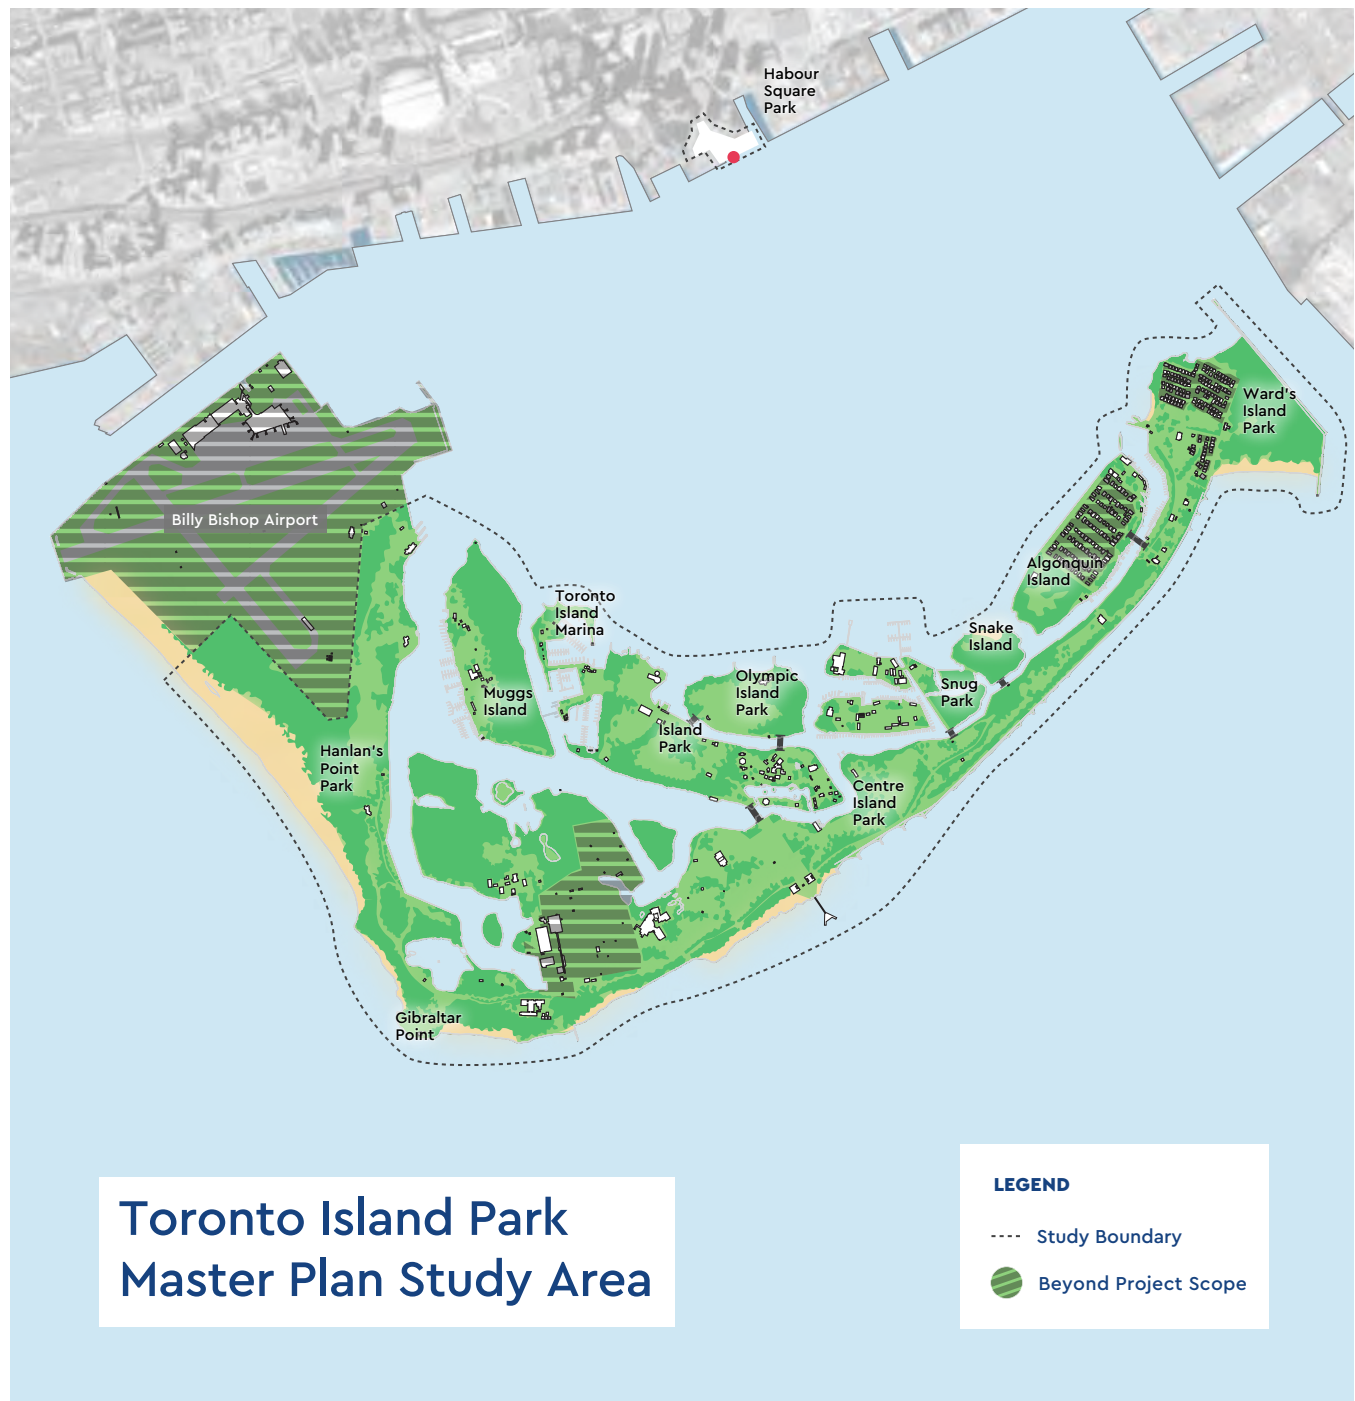 Habour
Square
Park
Ward's
Island
Park
Billy Bishop Airport
Algonquin
Island
Toronto
Island
Marina
Snake
Island
Olympic
Island
Park
Snug
Park
Muggs
Island
Island
Park
Hanlan's
Point
Park
Centre
Island
Park
Gibraltar
Point
Toronto Island Park
Master Plan Study Area
LEGEND
Study Boundary
Beyond Project Scope